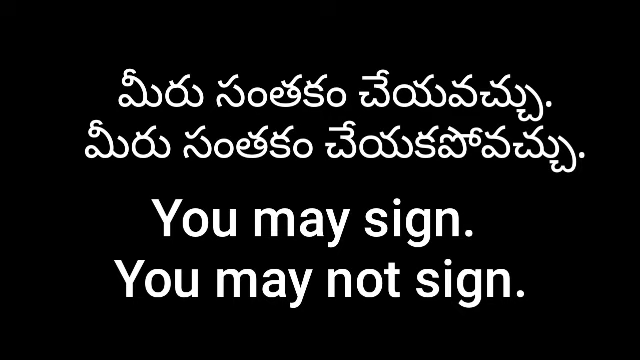 మీరు సంతకం చేయవచ్చు.
మీరు సంతకం చేయకపోవచ్చు.
You may sign.
You may not sign.